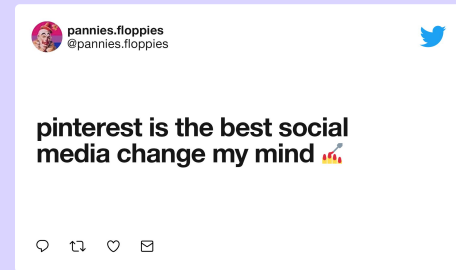 pannies.floppies
@pannies.floppies
pinterest is the best social
media change my mind 💅